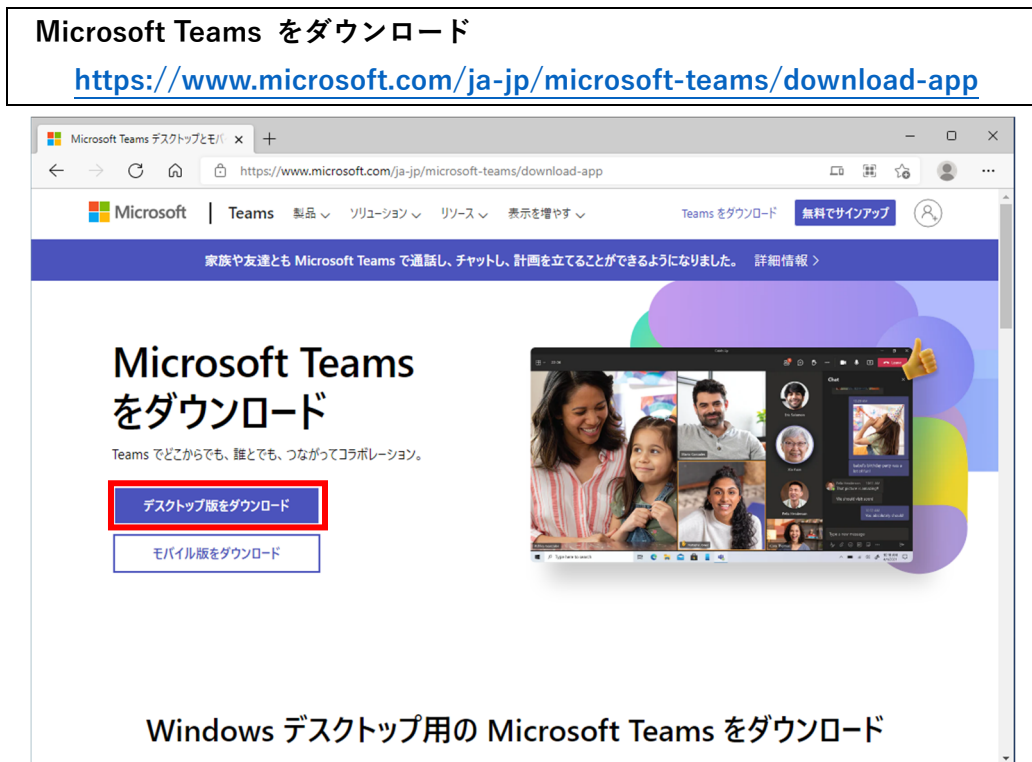 Microsoft Teams をダウンロード
https://www.microsoft.com/ja-jp/microsoft-teams/download-app
Microsoft Teams デスクトップとモバ
https://www.microsoft.com/ja-jp/microsoft-teams/download-app
Microsoft Teams 製品 ソリューション リソース 表示を増やす Teams をダウンロード 無料でサインアップ
家族や友達とも Microsoft Teams で通話し、チャットし、計画を立てることができるようになりました。 詳細情報
Microsoft Teams
をダウンロード
Teams でどこからでも、誰とでも、つながってコラボレーション。
デスクトップ版をダウンロード
モバイル版をダウンロード
Chat
Type a new message
Type here to search
Windows デスクトップ用の Microsoft Teams をダウンロード